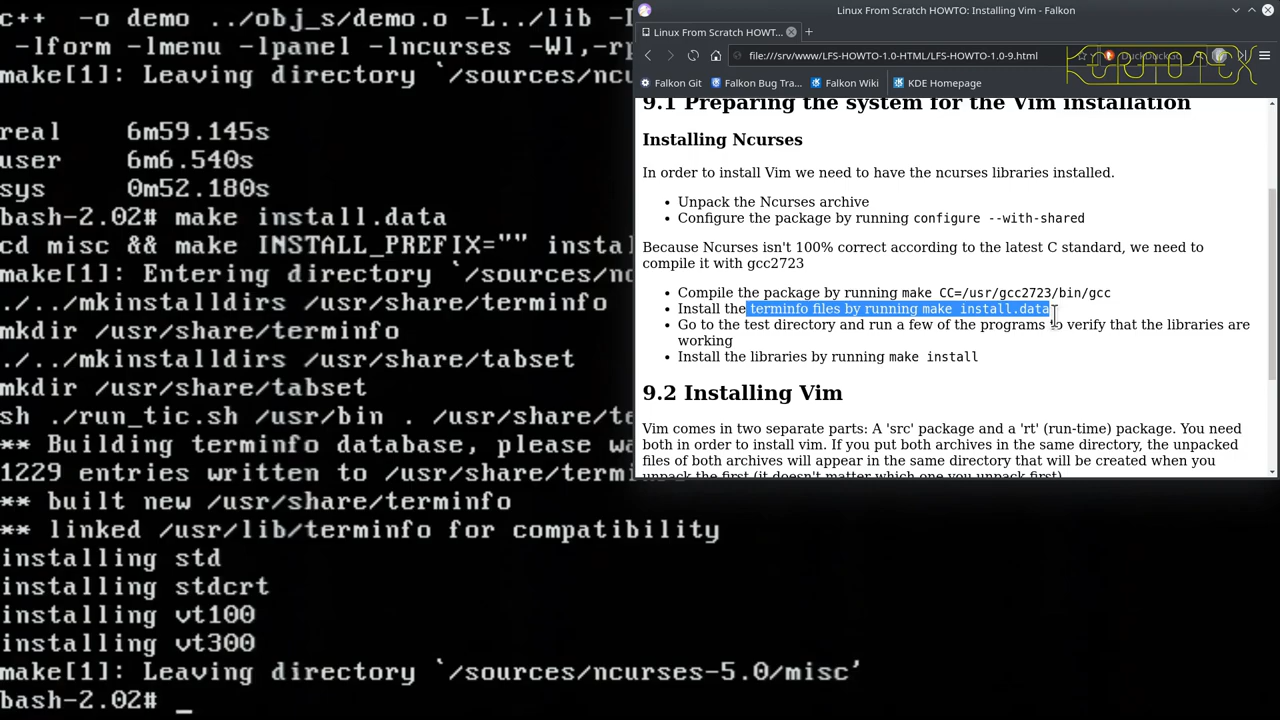 c++ -o demo ../obj_s/demo.o -L../lib -
-lform -lmenu -lpanel -lncurses -Wl,-r
make[1]: Leaving directory `/sources/ncu
real 6m59.145s
user 6m6.540s
sys 0m52.180s
bash-2.02# make install.data
cd misc && make INSTALL_PREFIX="" instal
make[1]: Entering directory `/sources/nc
./../mkinstalldirs /usr/share/terminfo
mkdir /usr/share/terminfo
./../mkinstalldirs /usr/share/tabset
mkdir /usr/share/tabset
sh ./run_tic.sh /usr/bin . /usr/share/te
** Building terminfo database, please wa
1229 entries written to /usr/share/termin
** built new /usr/share/terminfo
** linked /usr/lib/terminfo for compatibility
installing std
installing stdcrt
installing vt100
installing vt300
make[1]: Leaving directory `/sources/ncurses-5.0/misc'
bash-2.02# _
Linux From Scratch HOWTO: Installing Vim - Falkon
Linux From Scratch HOWT...
file:///srv/www/LFS-HOWTO-1.0-HTML/LFS-HOWTO-1.0-9.html
DuckDuckGo
Falkon Git
Falkon Bug Tra...
Falkon Wiki
KDE Homepage
9.1 Preparing the system for the Vim installation
Installing Ncurses
In order to install Vim we need to have the ncurses libraries installed.
• Unpack the Ncurses archive
• Configure the package by running configure --with-shared
Because Ncurses isn't 100% correct according to the latest C standard, we need to
compile it with gcc2723
• Compile the package by running make CC=/usr/gcc2723/bin/gcc
• Install the terminfo files by running make install.data
• Go to the test directory and run a few of the programs to verify that the libraries are
working
• Install the libraries by running make install
9.2 Installing Vim
Vim comes in two separate parts: A 'src' package and a 'rt' (run-time) package. You need
both in order to install vim. If you put both archives in the same directory, the unpacked
files of both archives will appear in the same directory that will be created when you
unpack the first (it doesn't matter which one you unpack first)